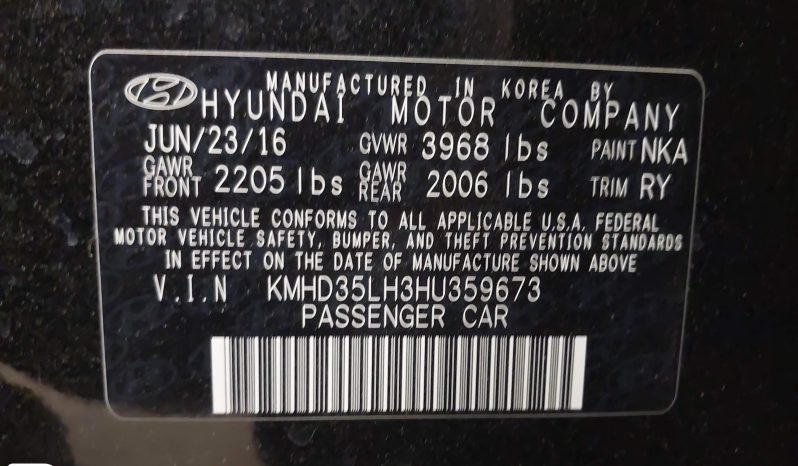 MANUFACTURED IN KOREA BY
HYUNDAI MOTOR COMPANY
JUN/23/16 GVWR 3968 lbs PAINT NKA
GAWR FRONT 2205 lbs GAWR REAR 2006 lbs TRIM RY
THIS VEHICLE CONFORMS TO ALL APPLICABLE U.S.A. FEDERAL
MOTOR VEHICLE SAFETY, BUMPER, AND THEFT PREVENTION STANDARDS
IN EFFECT ON THE DATE OF MANUFACTURE SHOWN ABOVE
V.I.N KMHD35LH3HU359673
PASSENGER CAR